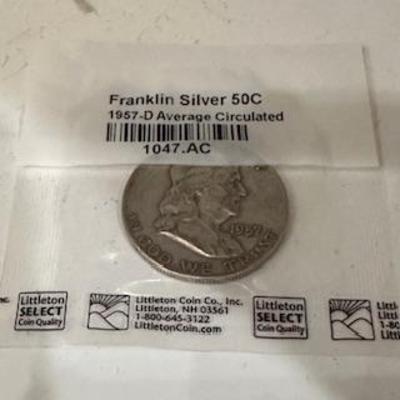 Franklin Silver 50C
1957-D Average Circulated
1047.AC
1957
IN GOD WE TRUST
Littleton
SELECT
Coin Quality
Littleton Coin Co., Inc.
Littleton, NH 03561
1-800-645-3122
LittletonCoin.com
Littleton
SELECT
Coin Quality